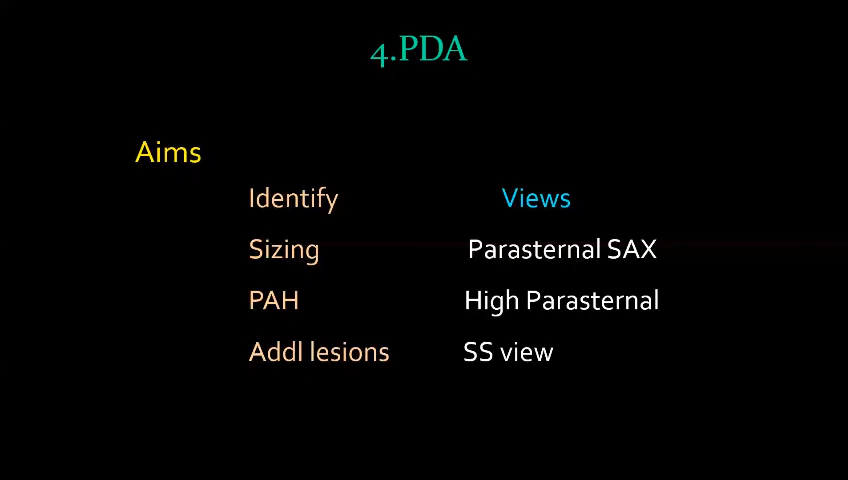 4.PDA
Aims
Identify Views
Sizing Parasternal SAX
PAH High Parasternal
Addl lesions SS view